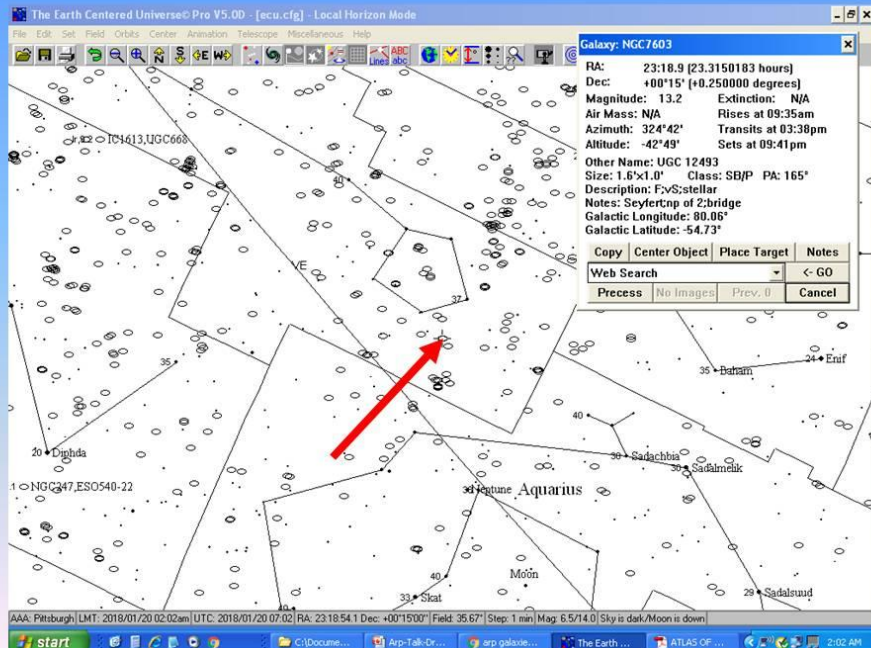 The Earth Centered Universe© Pro V5.0D - [ecu.cfg] - Local Horizon Mode
File Edit Set Field Orbits Center Animation Telescope Miscellaneous Help
Lines ABC abc
Galaxy: NGC7603
RA: 23:18.9 (23.3150183 hours)
Dec: +00°15' (+0.250000 degrees)
Magnitude: 13.2 Extinction: N/A
Air Mass: N/A Rises at 09:35am
Azimuth: 324°42' Transits at 03:38pm
Altitude: -42°49' Sets at 09:41pm
Other Name: UGC 12493
Size: 1.6'x1.0' Class: SB/P PA: 165°
Description: F;vS;stellar
Notes: Seyfert;np of 2;bridge
Galactic Longitude: 80.06°
Galactic Latitude: -54.73°
Copy Center Object Place Target Notes
Web Search <- GO
Precess No Images Prev. 0 Cancel
IC1613,UGC668
40
VE
37
35
35 Baham 24 Enif
40
20 Diphda
38 Sadachbia
30 Sadalmelik
NGC247,ESO540-22
Neptune Aquarius
40 Moon
33 Skat
29 Sadalsuud
AAA: Pittsburgh LMT: 2018/01/20 02:02am UTC: 2018/01/20 07:02 RA: 23:18:54.1 Dec: +00°15'00" Field: 35.67° Step: 1 min Mag: 6.5/14.0 Sky is dark/Moon is down
start C:\Docume... Arp-Talk-Dr... arp galaxie... The Earth ... ATLAS OF ... 2:02 AM